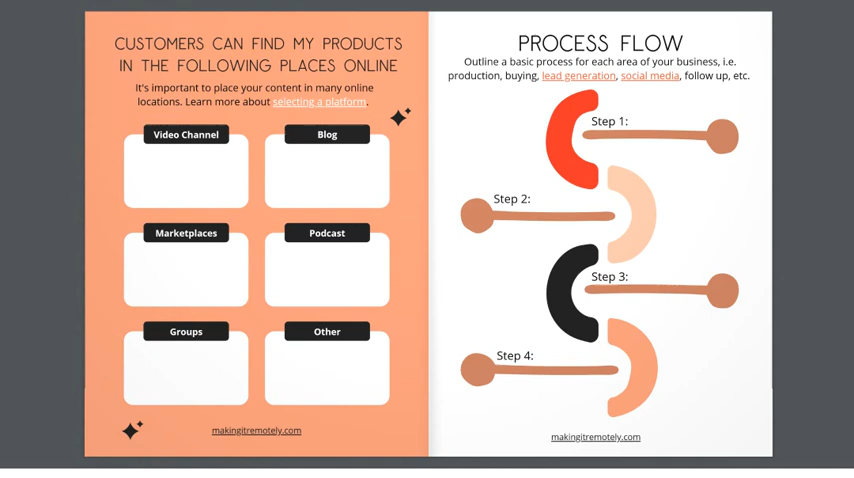 CUSTOMERS CAN FIND MY PRODUCTS
IN THE FOLLOWING PLACES ONLINE
It's important to place your content in many online
locations. Learn more about selecting a platform.
Video Channel
Blog
Marketplaces
Podcast
Groups
Other
makingitremotely.com
PROCESS FLOW
Outline a basic process for each area of your business, i.e.
production, buying, lead generation, social media, follow up, etc.
Step 1:
Step 2:
Step 3:
Step 4:
makingitremotely.com